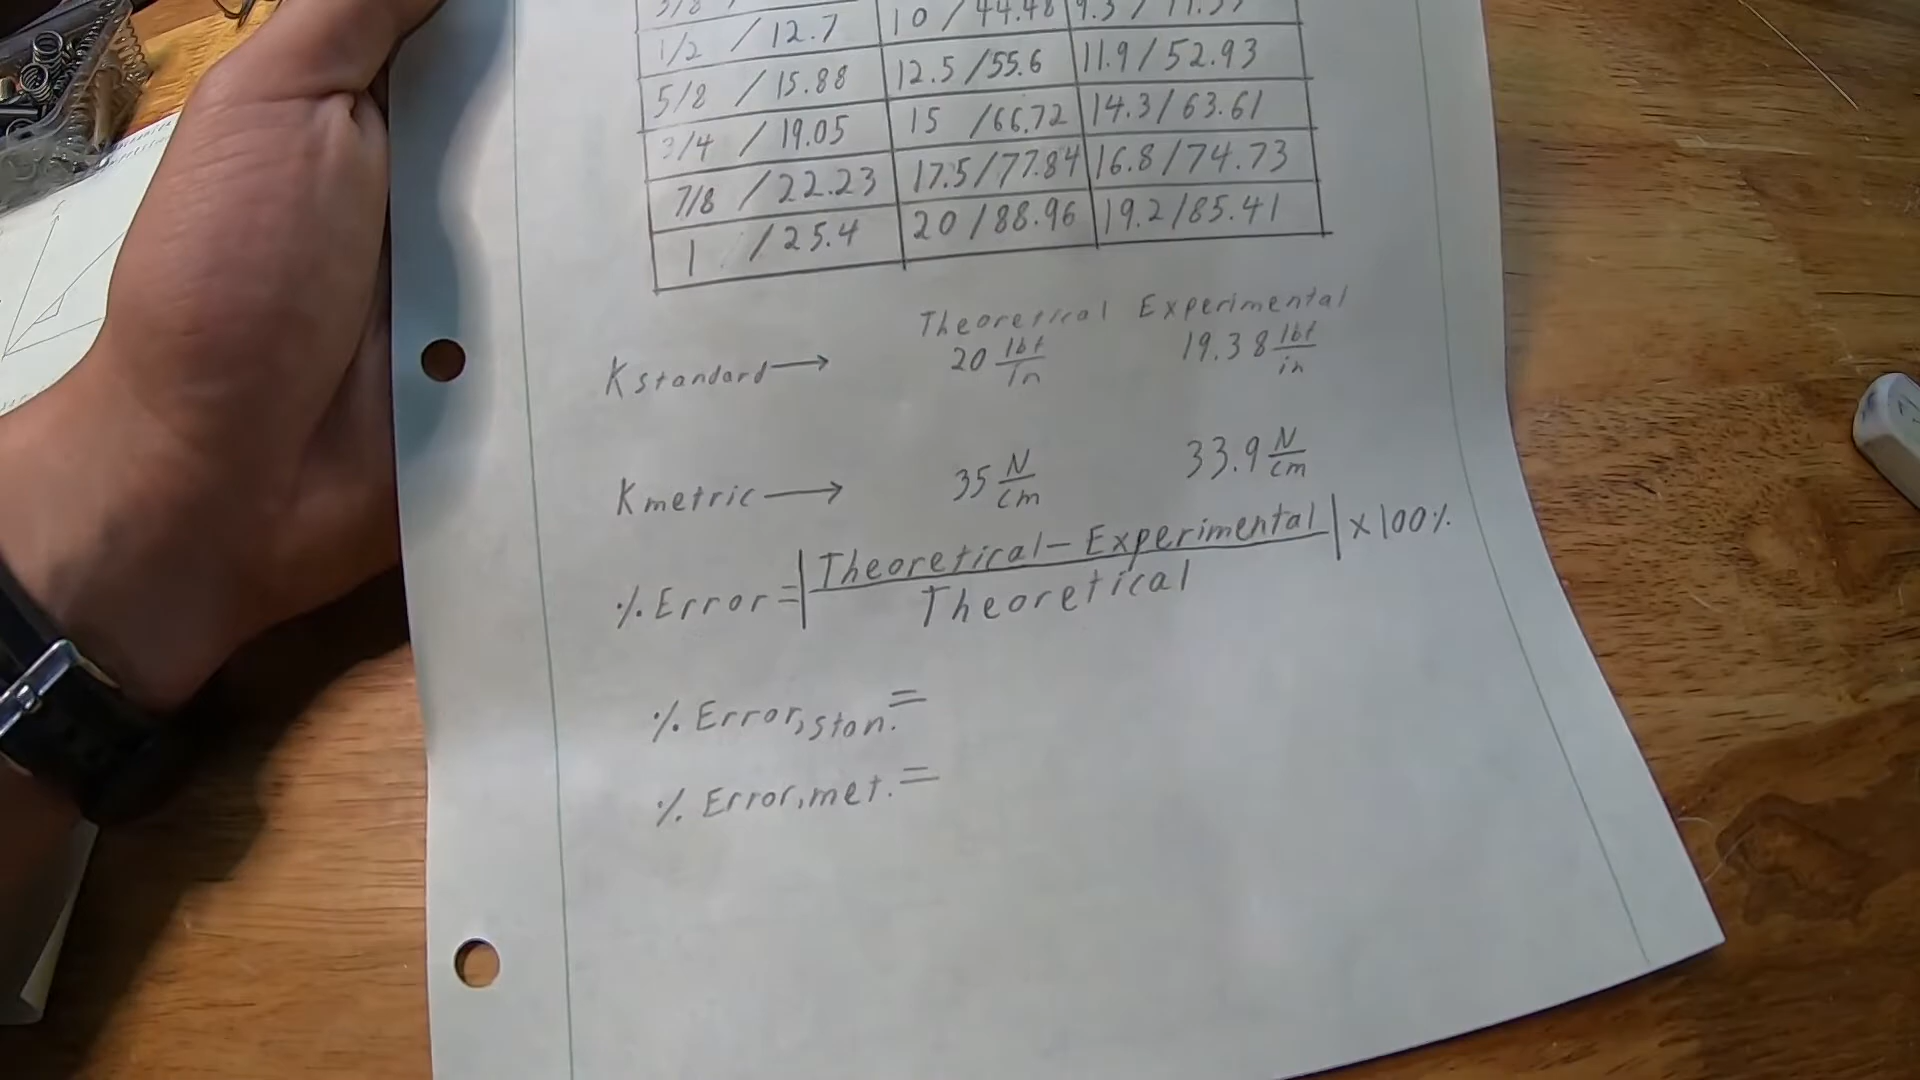 1/2 / 12.7 10 / 44.48
5/8 / 15.88 12.5 / 55.6 11.9 / 52.93
3/4 / 19.05 15 / 66.72 14.3 / 63.61
7/8 / 22.23 17.5 / 77.84 16.8 / 74.73
1 / 25.4 20 / 88.96 19.2 / 85.41
Theoretical Experimental
K standard → 20 lbf/in 19.38 lbf/in
K metric → 35 N/cm 33.9 N/cm
% Error = | Theoretical - Experimental / Theoretical | x 100%
% Error, stan. =
% Error, met. =